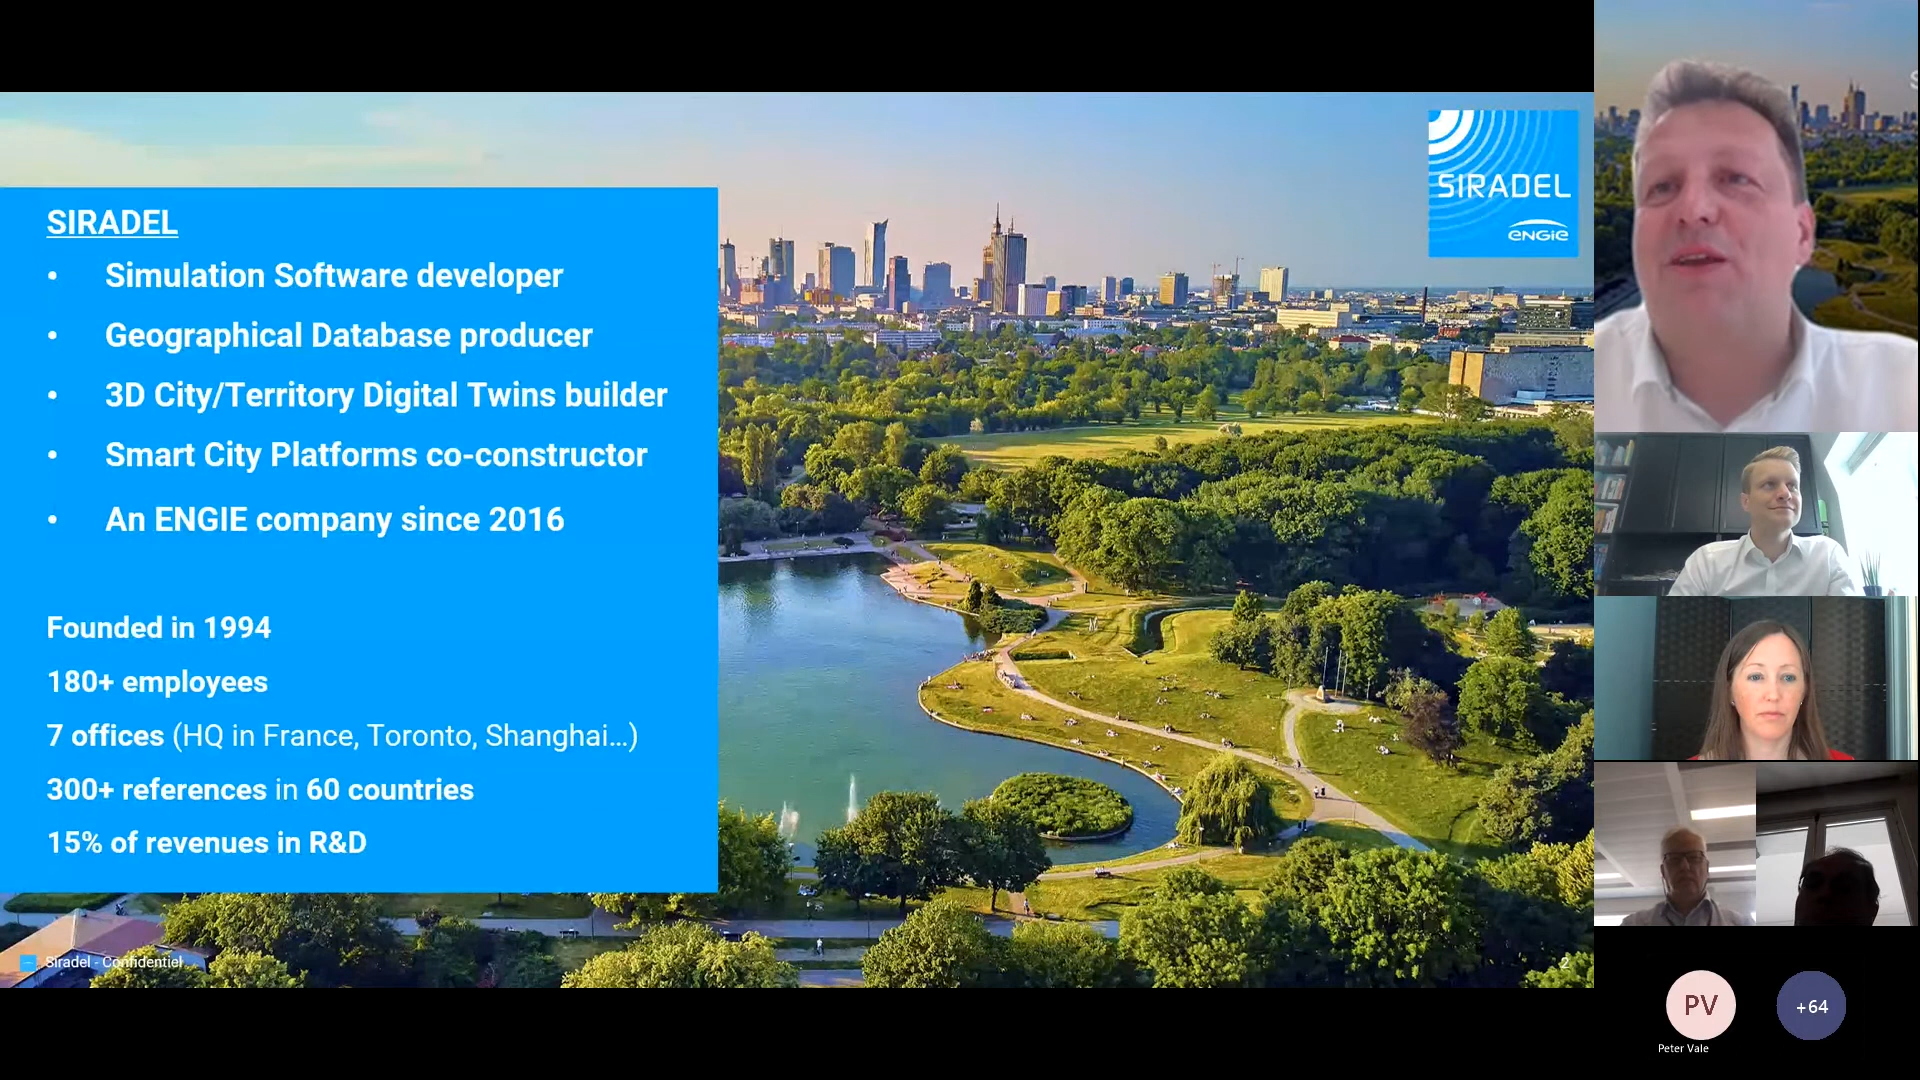 SIRADEL
• Simulation Software developer
• Geographical Database producer
• 3D City/Territory Digital Twins builder
• Smart City Platforms co-constructor
• An ENGIE company since 2016
Founded in 1994
180+ employees
7 offices (HQ in France, Toronto, Shanghai...)
300+ references in 60 countries
15% of revenues in R&D
Siradel - Confidentiel
2
SIRADEL
ENGIE
S
PV
+64
Peter Vale